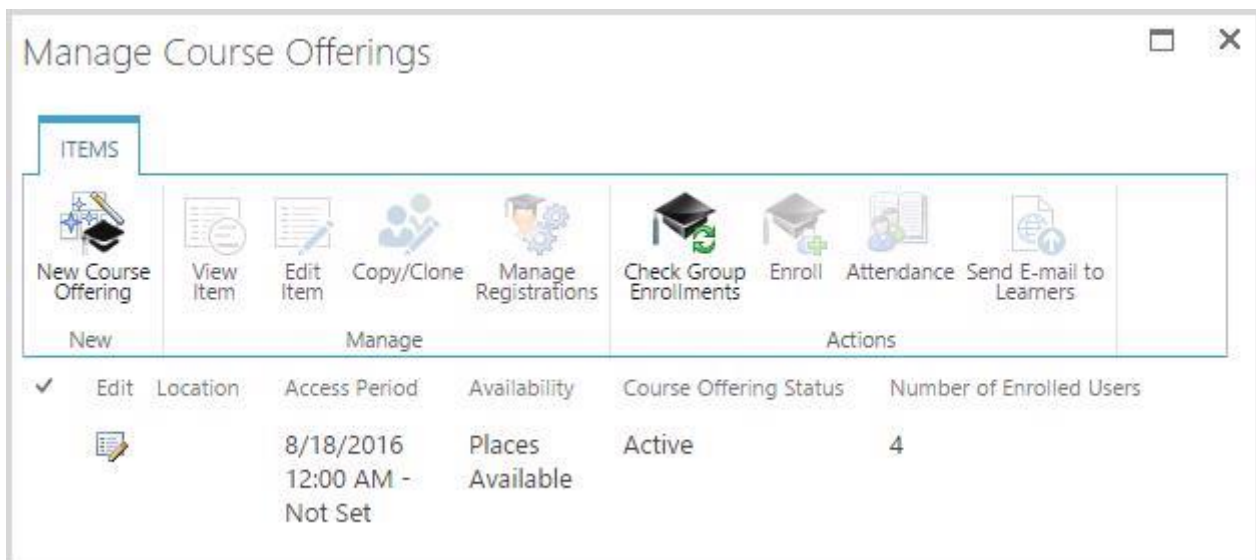 Manage Course Offerings
ITEMS
New Course
Offering
View
Item
Edit
Item
Copy/Clone
Manage
Registrations
Check Group
Enrollments
Enroll
Attendance
Send E-mail to
Learners
New
Manage
Actions
Edit Location Access Period Availability Course Offering Status Number of Enrolled Users
8/18/2016 Places Active 4
12:00 AM - Available
Not Set